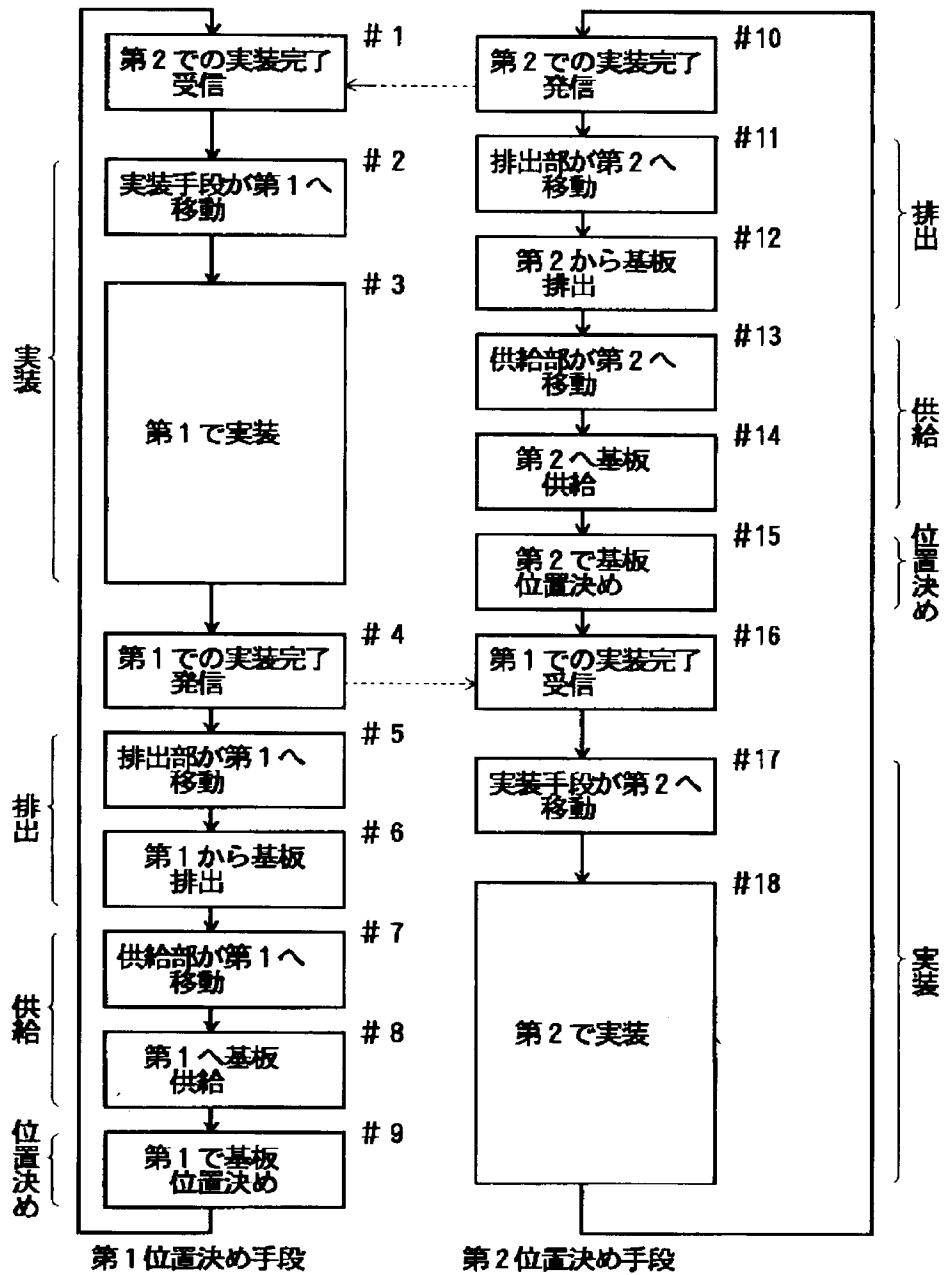 #1
第2での実装完了
受信
#2
実装手段が第1へ
移動
#3
第1で実装
実装
#4
第1での実装完了
発信
#5
排出部が第1へ
移動
#6
第1から基板
排出
排出
#7
供給部が第1へ
移動
#8
第1へ基板
供給
供給
#9
第1で基板
位置決め
位置決め
第1位置決め手段
#10
第2での実装完了
発信
#11
排出部が第2へ
移動
#12
第2から基板
排出
排出
#13
供給部が第2へ
移動
#14
第2へ基板
供給
供給
#15
第2で基板
位置決め
位置決め
#16
第1での実装完了
受信
#17
実装手段が第2へ
移動
#18
第2で実装
実装
第2位置決め手段